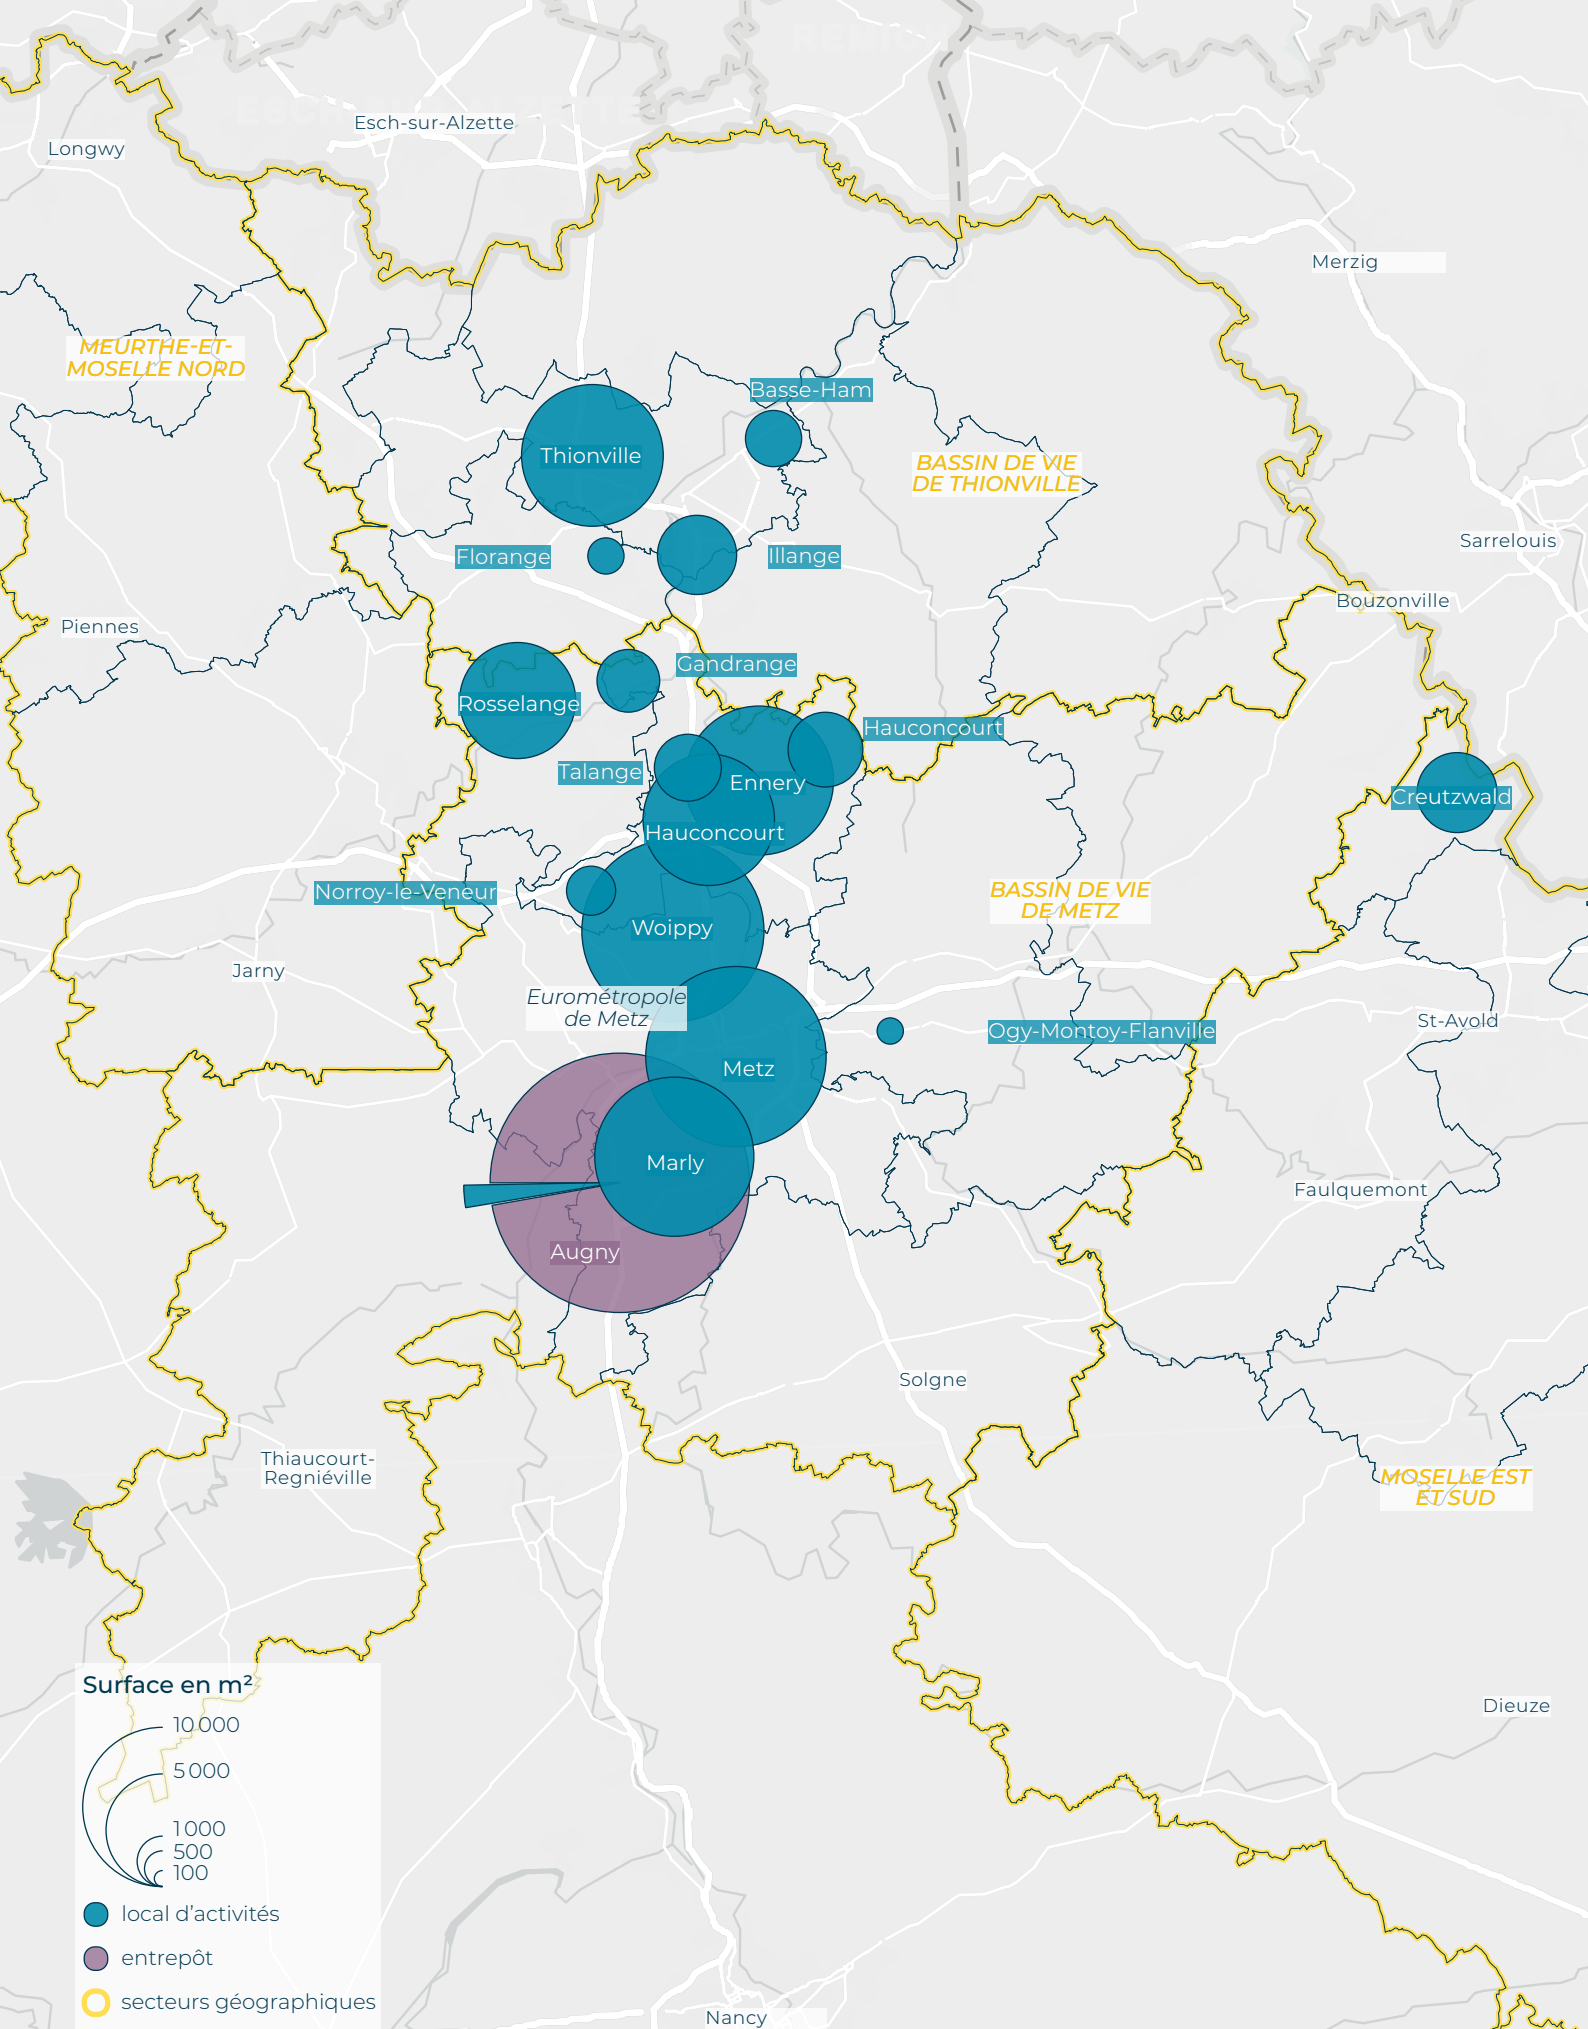 REMICH
ESCH-SUR-ALZETTE
Esch-sur-Alzette
Longwy
Merzig
MEURTHE-ET-
MOSELLE NORD
Basse-Ham
Thionville
BASSIN DE VIE
DE THIONVILLE
Sarrelouis
Florange
Illange
Bouzonville
Piennes
Gandrange
Rosselange
Hauconcourt
Talange
Ennery
Creutzwald
Hauconcourt
Norroy-le-Veneur
BASSIN DE VIE
DE METZ
Woippy
Jarny
Eurométropole
de Metz
St-Avold
Ogy-Montoy-Flanville
Metz
Marly
Faulquemont
Augny
Solgne
Thiaucourt-
Regniéville
MOSELLE EST
ET SUD
Dieuze
Surface en m²
10 000
5 000
1 000
500
100
local d'activités
entrepôt
secteurs géographiques
Nancy